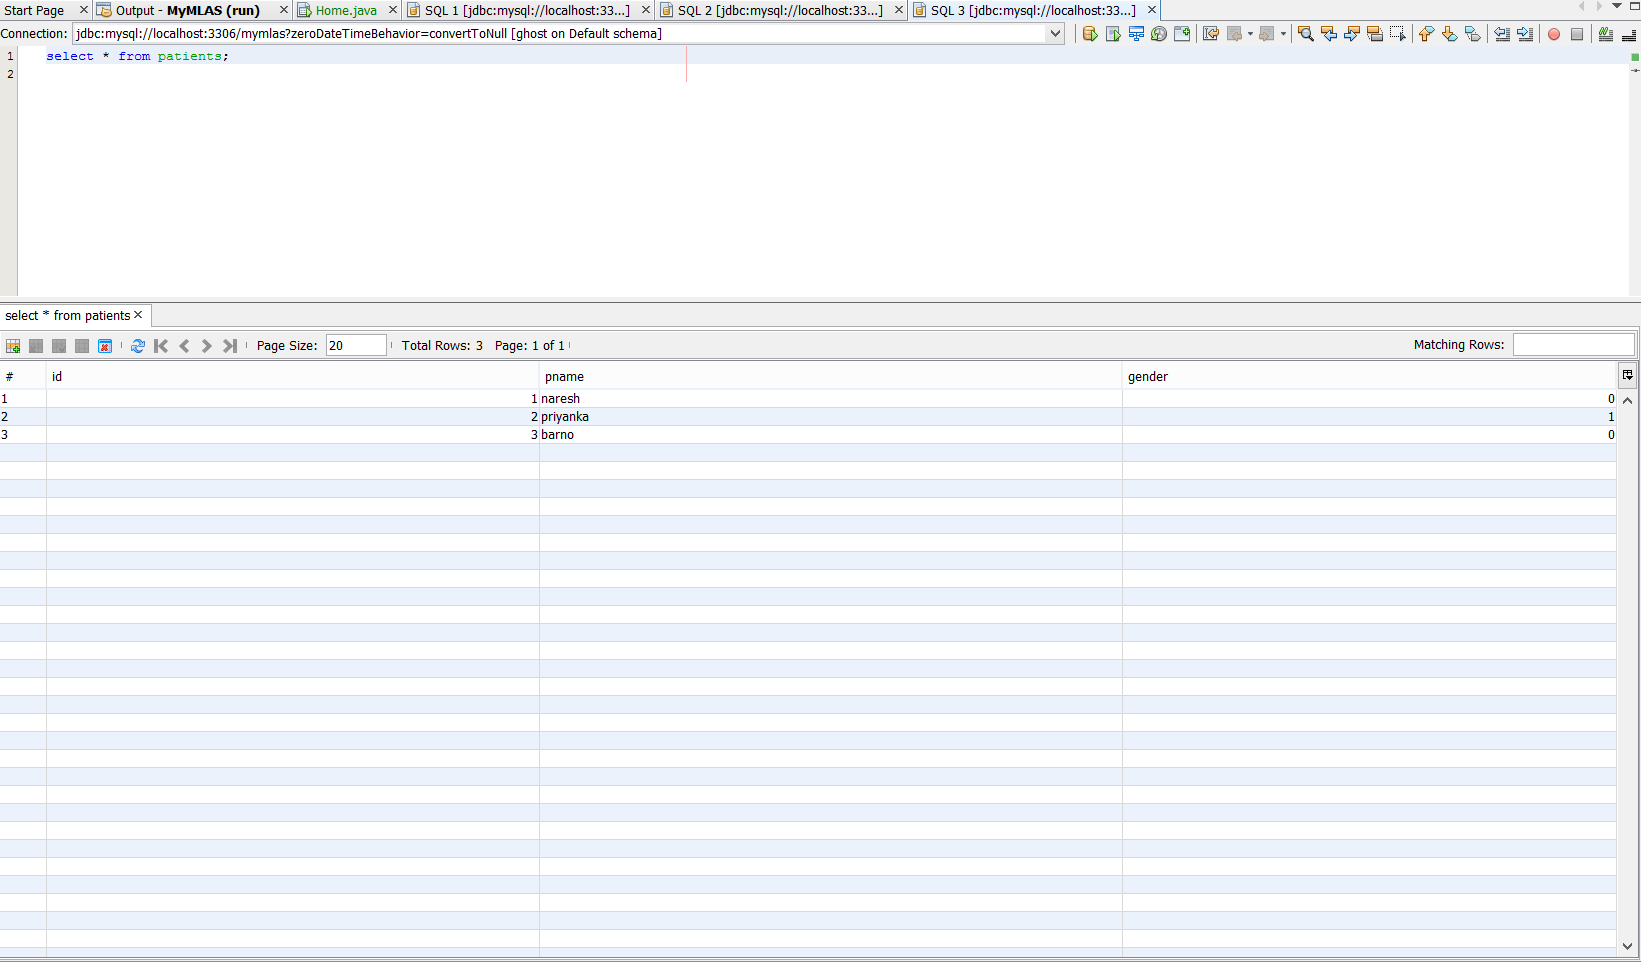 Start Page Output - MyMLAS (run) Home.java SQL 1 [jdbc:mysql://localhost:33...] SQL 2 [jdbc:mysql://localhost:33...] SQL 3 [jdbc:mysql://localhost:33...]
Connection: jdbc:mysql://localhost:3306/mymlas?zeroDateTimeBehavior=convertToNull [ghost on Default schema]
1 select * from patients;
2
select * from patients
Page Size: 20 Total Rows: 3 Page: 1 of 1 Matching Rows:
# id pname gender
1 1 naresh 0
2 2 priyanka 1
3 3 barno 0